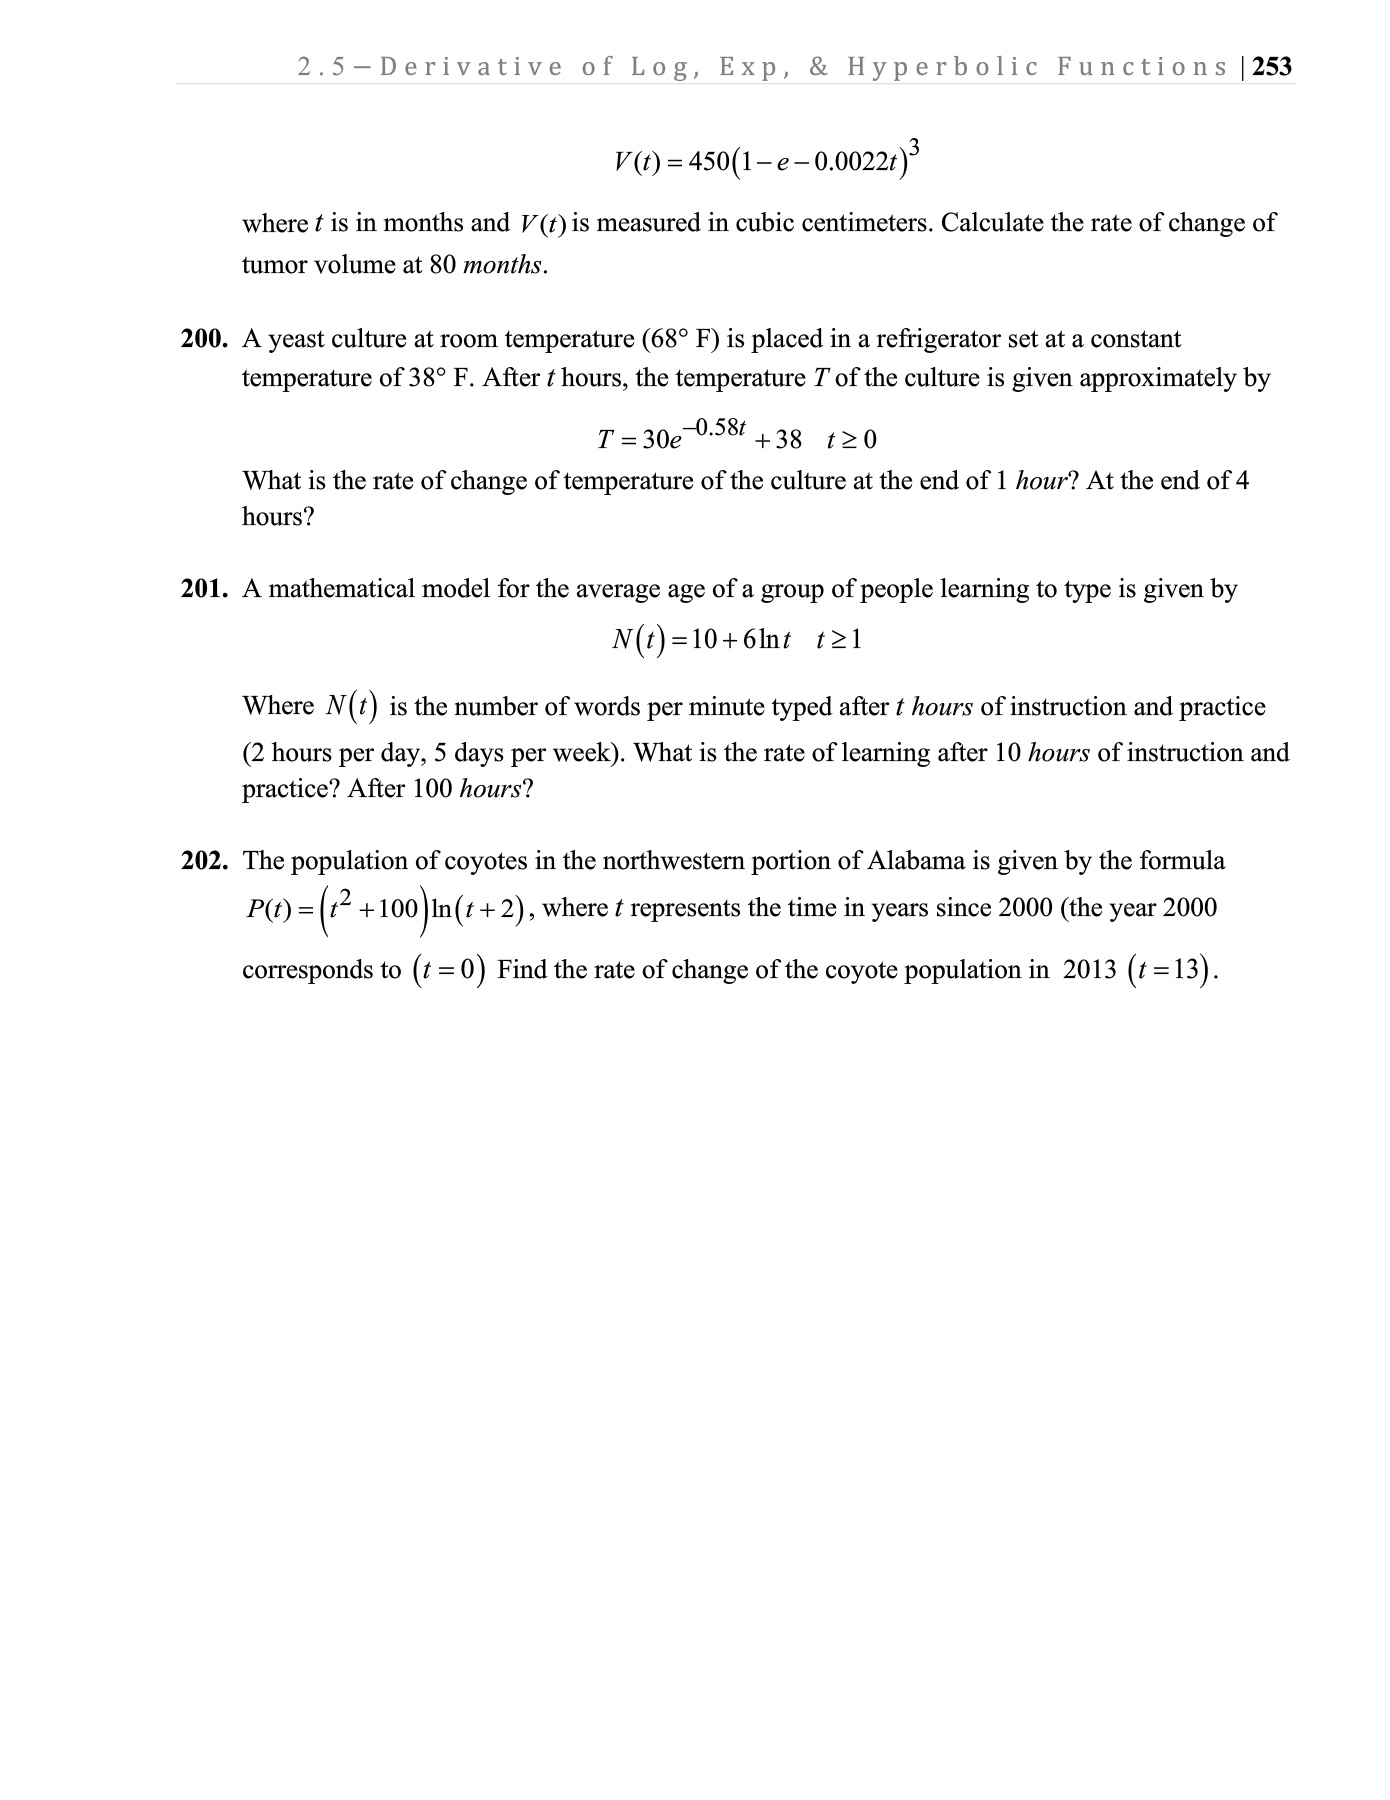 2.5—Derivative of Log, Exp, & Hyperbolic Functions | 253
V(t) = 450(1 – e – 0.0022t)³
where t is in months and V(t) is measured in cubic centimeters. Calculate the rate of change of
tumor volume at 80 months.
200. A yeast culture at room temperature (68° F) is placed in a refrigerator set at a constant
temperature of 38° F. After t hours, the temperature T of the culture is given approximately by
T = 30e^–0.58t + 38 t ≥ 0
What is the rate of change of temperature of the culture at the end of 1 hour? At the end of 4
hours?
201. A mathematical model for the average age of a group of people learning to type is given by
N(t) = 10 + 6 ln t t ≥ 1
Where N(t) is the number of words per minute typed after t hours of instruction and practice
(2 hours per day, 5 days per week). What is the rate of learning after 10 hours of instruction and
practice? After 100 hours?
202. The population of coyotes in the northwestern portion of Alabama is given by the formula
P(t) = (t² + 100) ln(t + 2), where t represents the time in years since 2000 (the year 2000
corresponds to (t = 0) Find the rate of change of the coyote population in 2013 (t = 13).